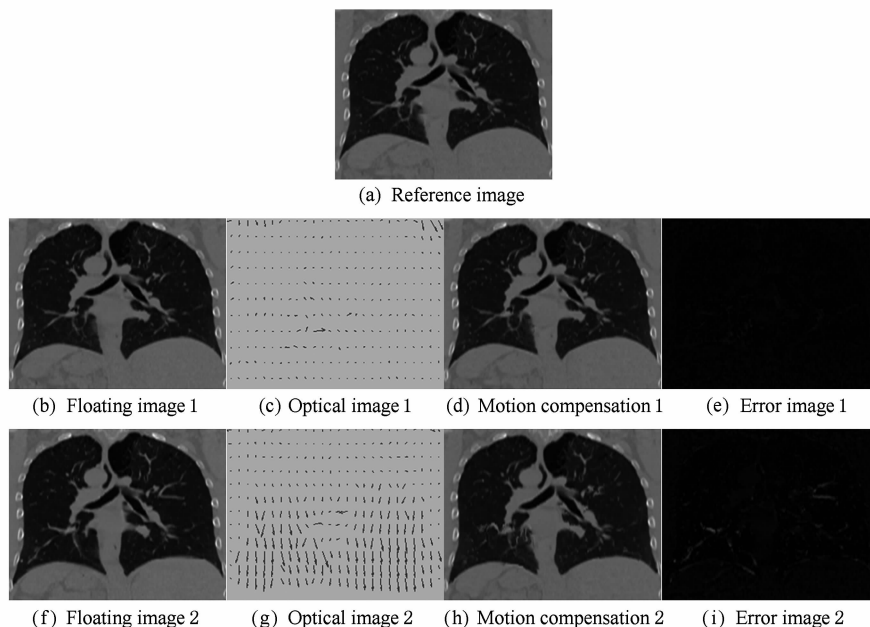 (a) Reference image
(b) Floating image 1
(c) Optical image 1
(d) Motion compensation 1
(e) Error image 1
(f) Floating image 2
(g) Optical image 2
(h) Motion compensation 2
(i) Error image 2